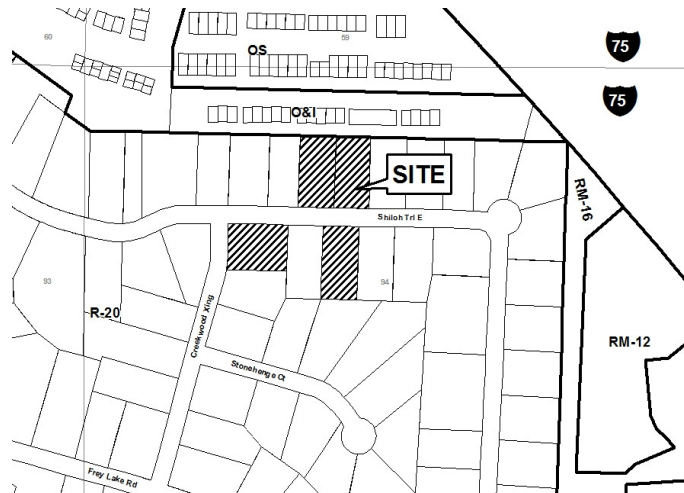 60
59
75
OS
75
O&I
SITE
RM-16
Shiloh Trl E
93
94
R-20
Creekwood Xing
RM-12
Stonehenge Ct
Frey Lake Rd